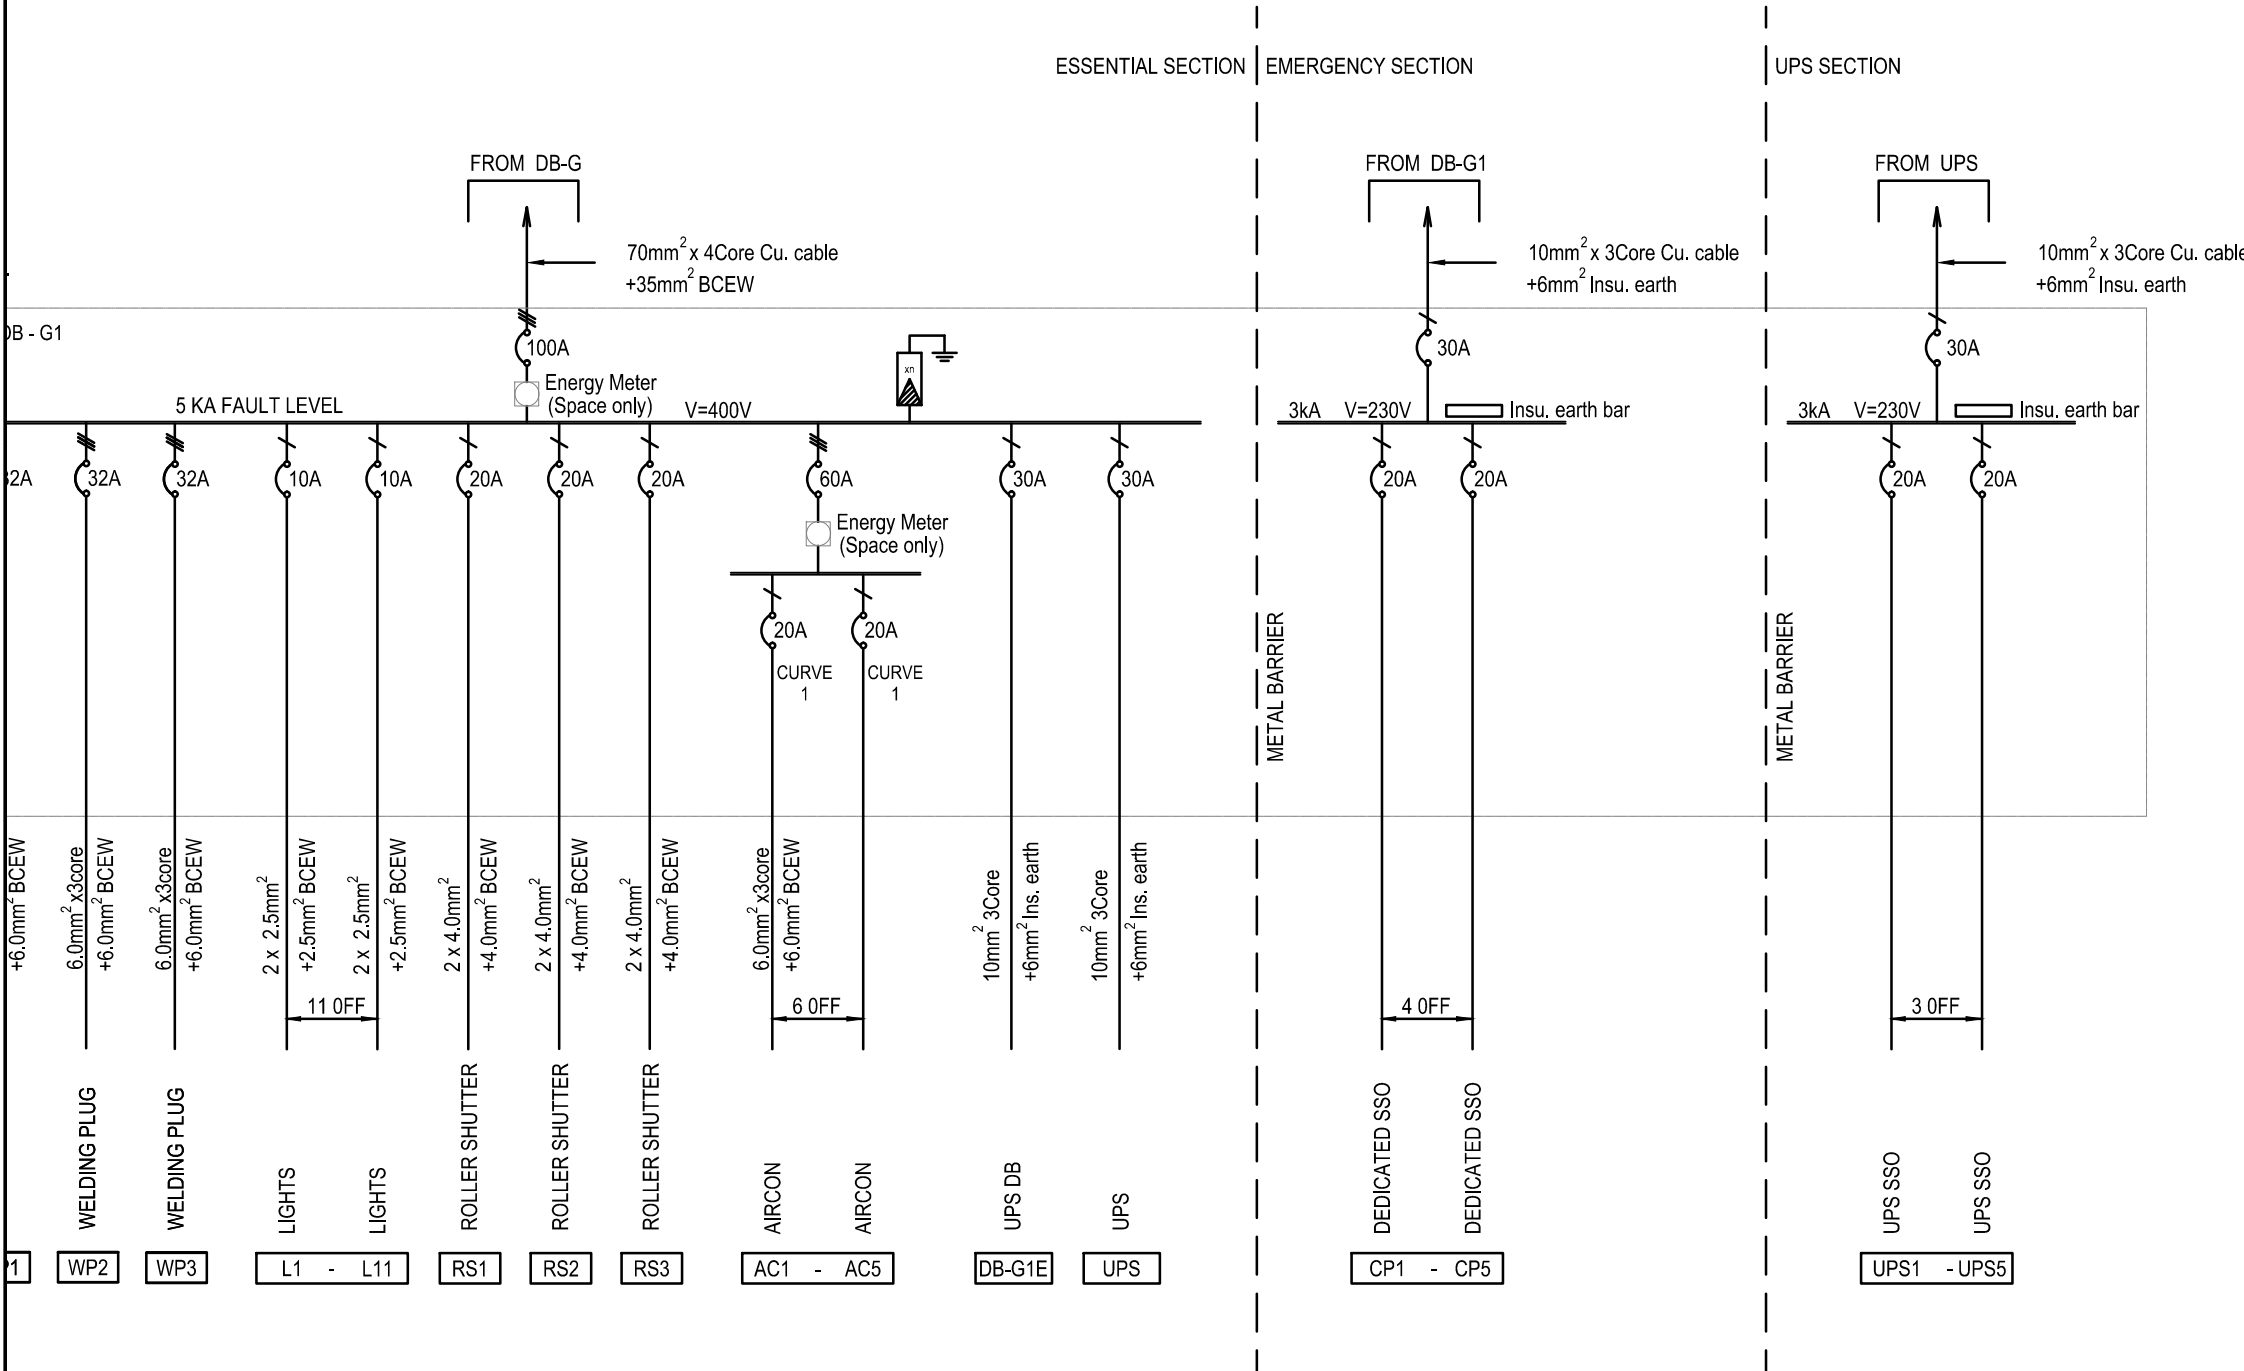 ESSENTIAL SECTION
EMERGENCY SECTION
UPS SECTION
FROM DB-G
FROM DB-G1
FROM UPS
70mm² x 4Core Cu. cable
+35mm² BCEW
10mm² x 3Core Cu. cable
+6mm² Insu. earth
10mm² x 3Core Cu. cable
+6mm² Insu. earth
DB - G1
100A
30A
30A
xn
Energy Meter
(Space only)
5 KA FAULT LEVEL
V=400V
3kA V=230V
Insu. earth bar
3kA V=230V
Insu. earth bar
32A
32A
32A
10A
10A
20A
20A
20A
60A
30A
30A
20A
20A
20A
20A
Energy Meter
(Space only)
20A
20A
CURVE
1
CURVE
1
METAL BARRIER
METAL BARRIER
+6.0mm² BCEW
6.0mm² x3core
+6.0mm² BCEW
6.0mm² x3core
+6.0mm² BCEW
2 x 2.5mm²
+2.5mm² BCEW
2 x 2.5mm²
+2.5mm² BCEW
2 x 4.0mm²
+4.0mm² BCEW
2 x 4.0mm²
+4.0mm² BCEW
2 x 4.0mm²
+4.0mm² BCEW
6.0mm² x3core
+6.0mm² BCEW
10mm² 3Core
+6mm² Ins. earth
10mm² 3Core
+6mm² Ins. earth
11 0FF
6 0FF
4 0FF
3 0FF
WELDING PLUG
WELDING PLUG
LIGHTS
LIGHTS
ROLLER SHUTTER
ROLLER SHUTTER
ROLLER SHUTTER
AIRCON
AIRCON
UPS DB
UPS
DEDICATED SSO
DEDICATED SSO
UPS SSO
UPS SSO
P1
WP2
WP3
L1 - L11
RS1
RS2
RS3
AC1 - AC5
DB-G1E
UPS
CP1 - CP5
UPS1 - UPS5